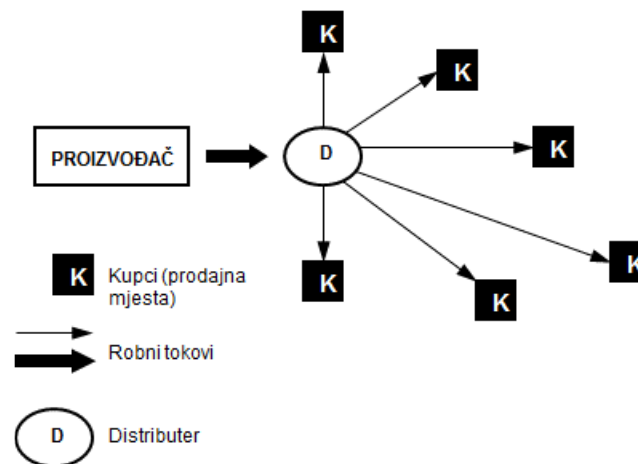 K
K
K
PROIZVOĐAČ
D
K
K
K
K
Kupci (prodajna
mjesta)
Robni tokovi
D
Distributer